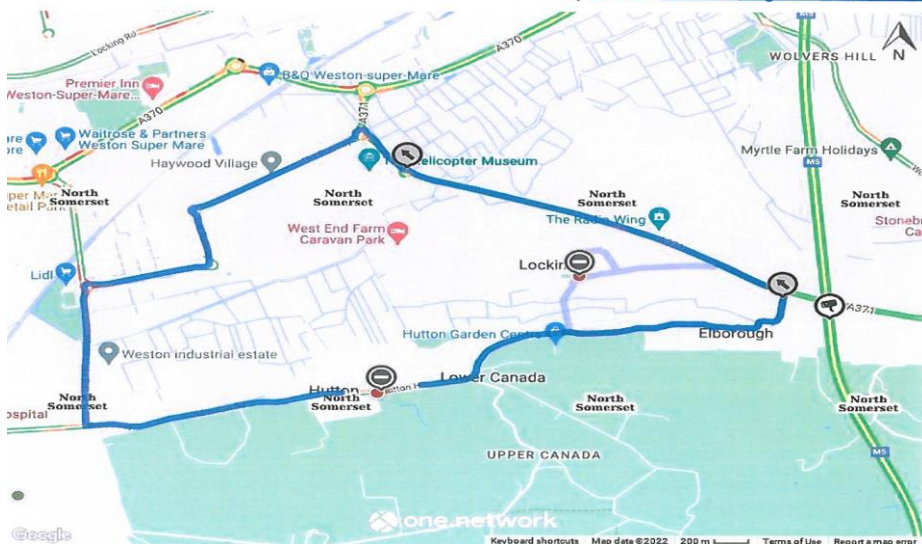 Locking Rd
A370
M5
WOLVERS HILL
N
B&Q Weston-super-Mare
Premier Inn
Weston-Super-Mare...
A370
A371
Waitrose & Partners
Weston Super Mare
Haywood Village
Helicopter Museum
Myrtle Farm Holidays
M5
North
Somerset
North
Somerset
North
Somerset
North
Somerset
West End Farm
Caravan Park
The Radio Wing
Lidl
A371
Hutton Garden Centre
Elborough
Weston industrial estate
Hutton
Lower Canada
North
Somerset
North
Somerset
North
Somerset
North
Somerset
UPPER CANADA
M5
one.network
Google
Keyboard shortcuts Map data ©2022 200 m Terms of Use Report a map error